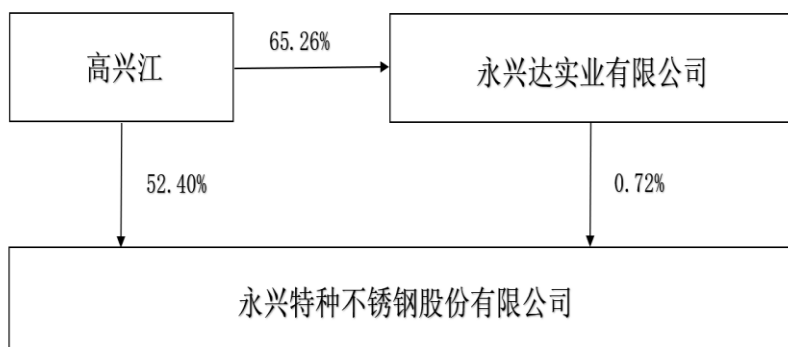 65.26%
高兴江
永兴达实业有限公司
52.40%
0.72%
永兴特种不锈钢股份有限公司